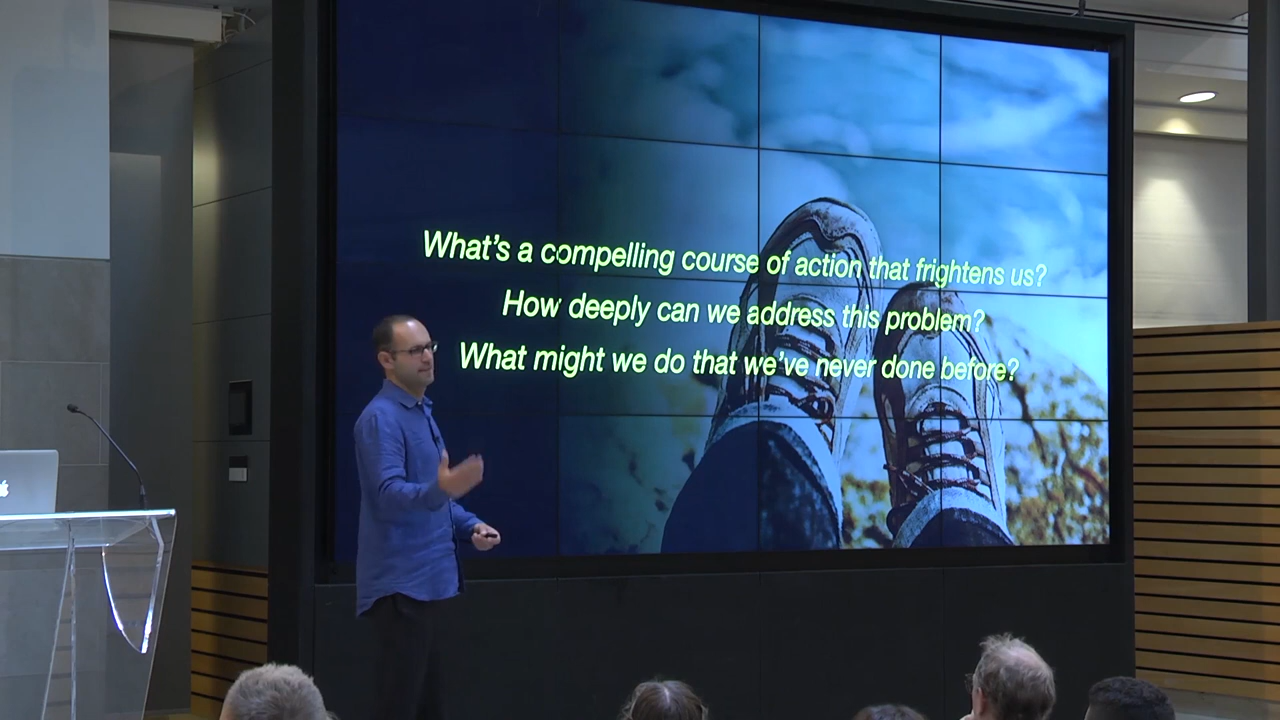 What's a compelling course of action that frightens us?
How deeply can we address this problem?
What might we do that we've never done before?